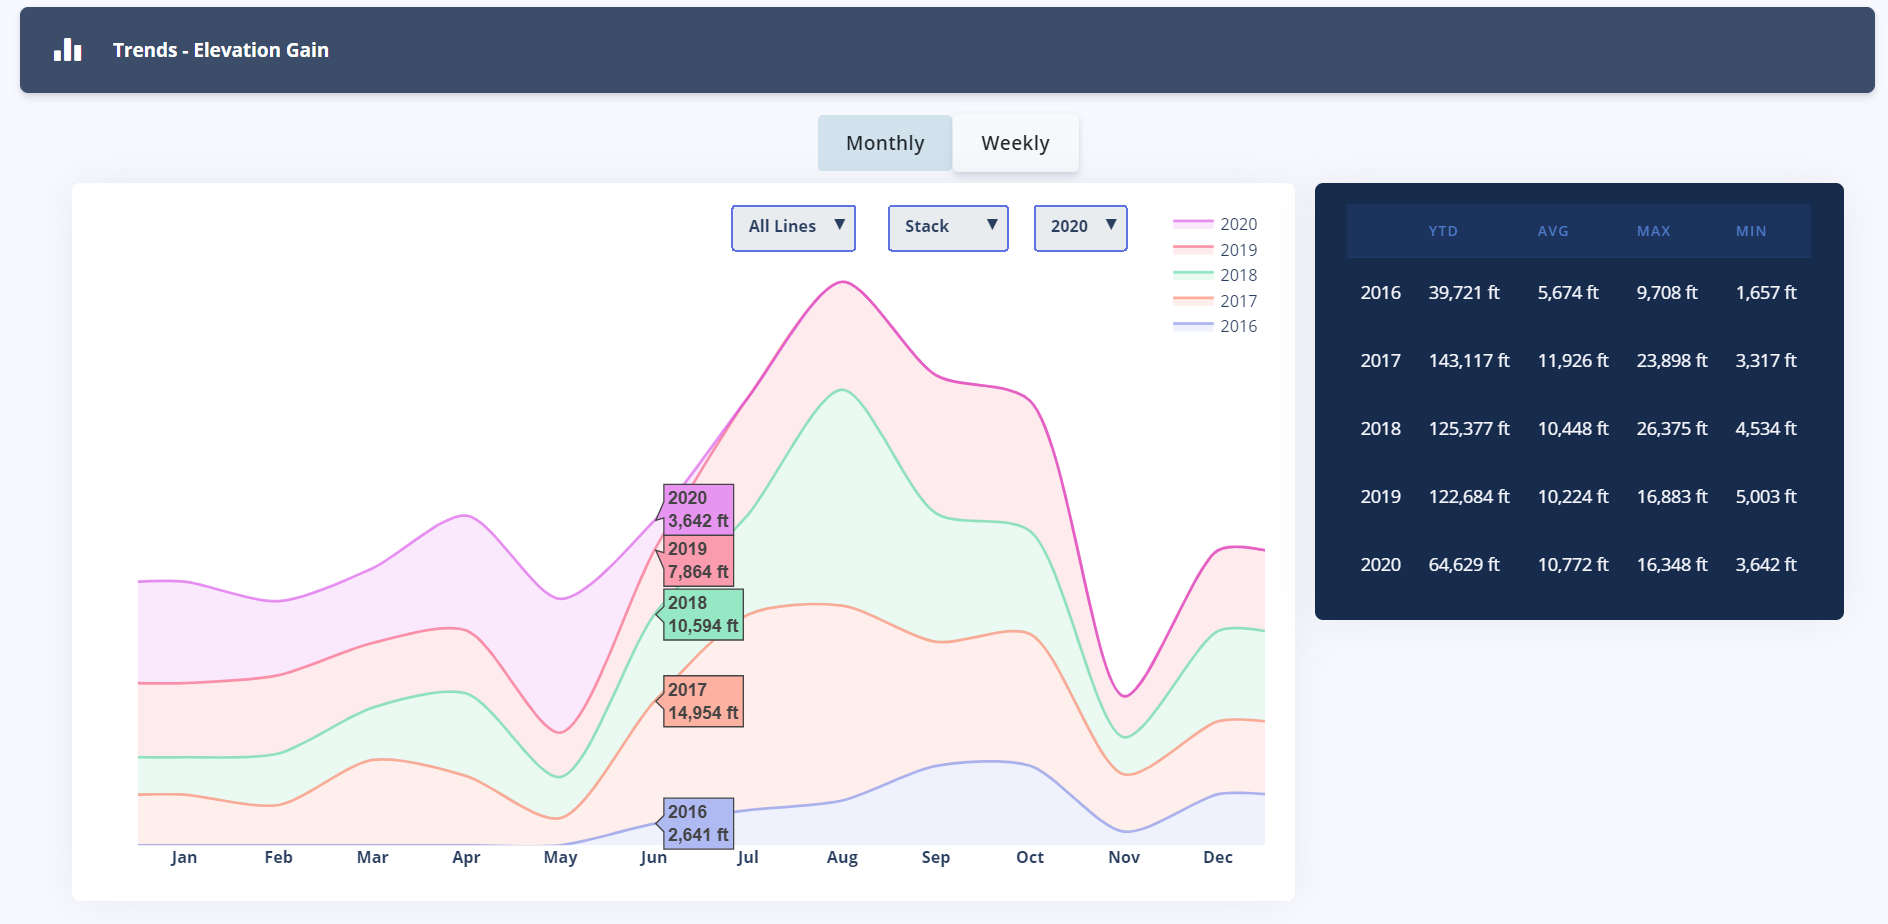 Trends - Elevation Gain
Monthly Weekly
All Lines ▼ Stack ▼ 2020 ▼
2020
2019
2018
2017
2016
2020
3,642 ft
2019
7,864 ft
2018
10,594 ft
2017
14,954 ft
2016
2,641 ft
Jan Feb Mar Apr May Jun Jul Aug Sep Oct Nov Dec
YTD AVG MAX MIN
2016 39,721 ft 5,674 ft 9,708 ft 1,657 ft
2017 143,117 ft 11,926 ft 23,898 ft 3,317 ft
2018 125,377 ft 10,448 ft 26,375 ft 4,534 ft
2019 122,684 ft 10,224 ft 16,883 ft 5,003 ft
2020 64,629 ft 10,772 ft 16,348 ft 3,642 ft